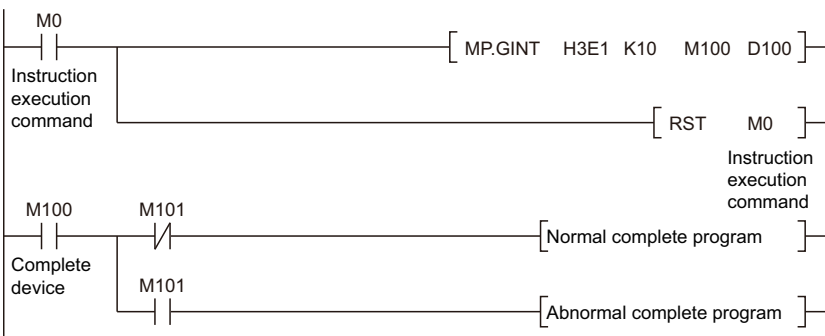 M0
MP.GINT H3E1 K10 M100 D100
Instruction
execution
command
RST M0
Instruction
execution
command
M100 M101
Normal complete program
Complete
device
M101
Abnormal complete program